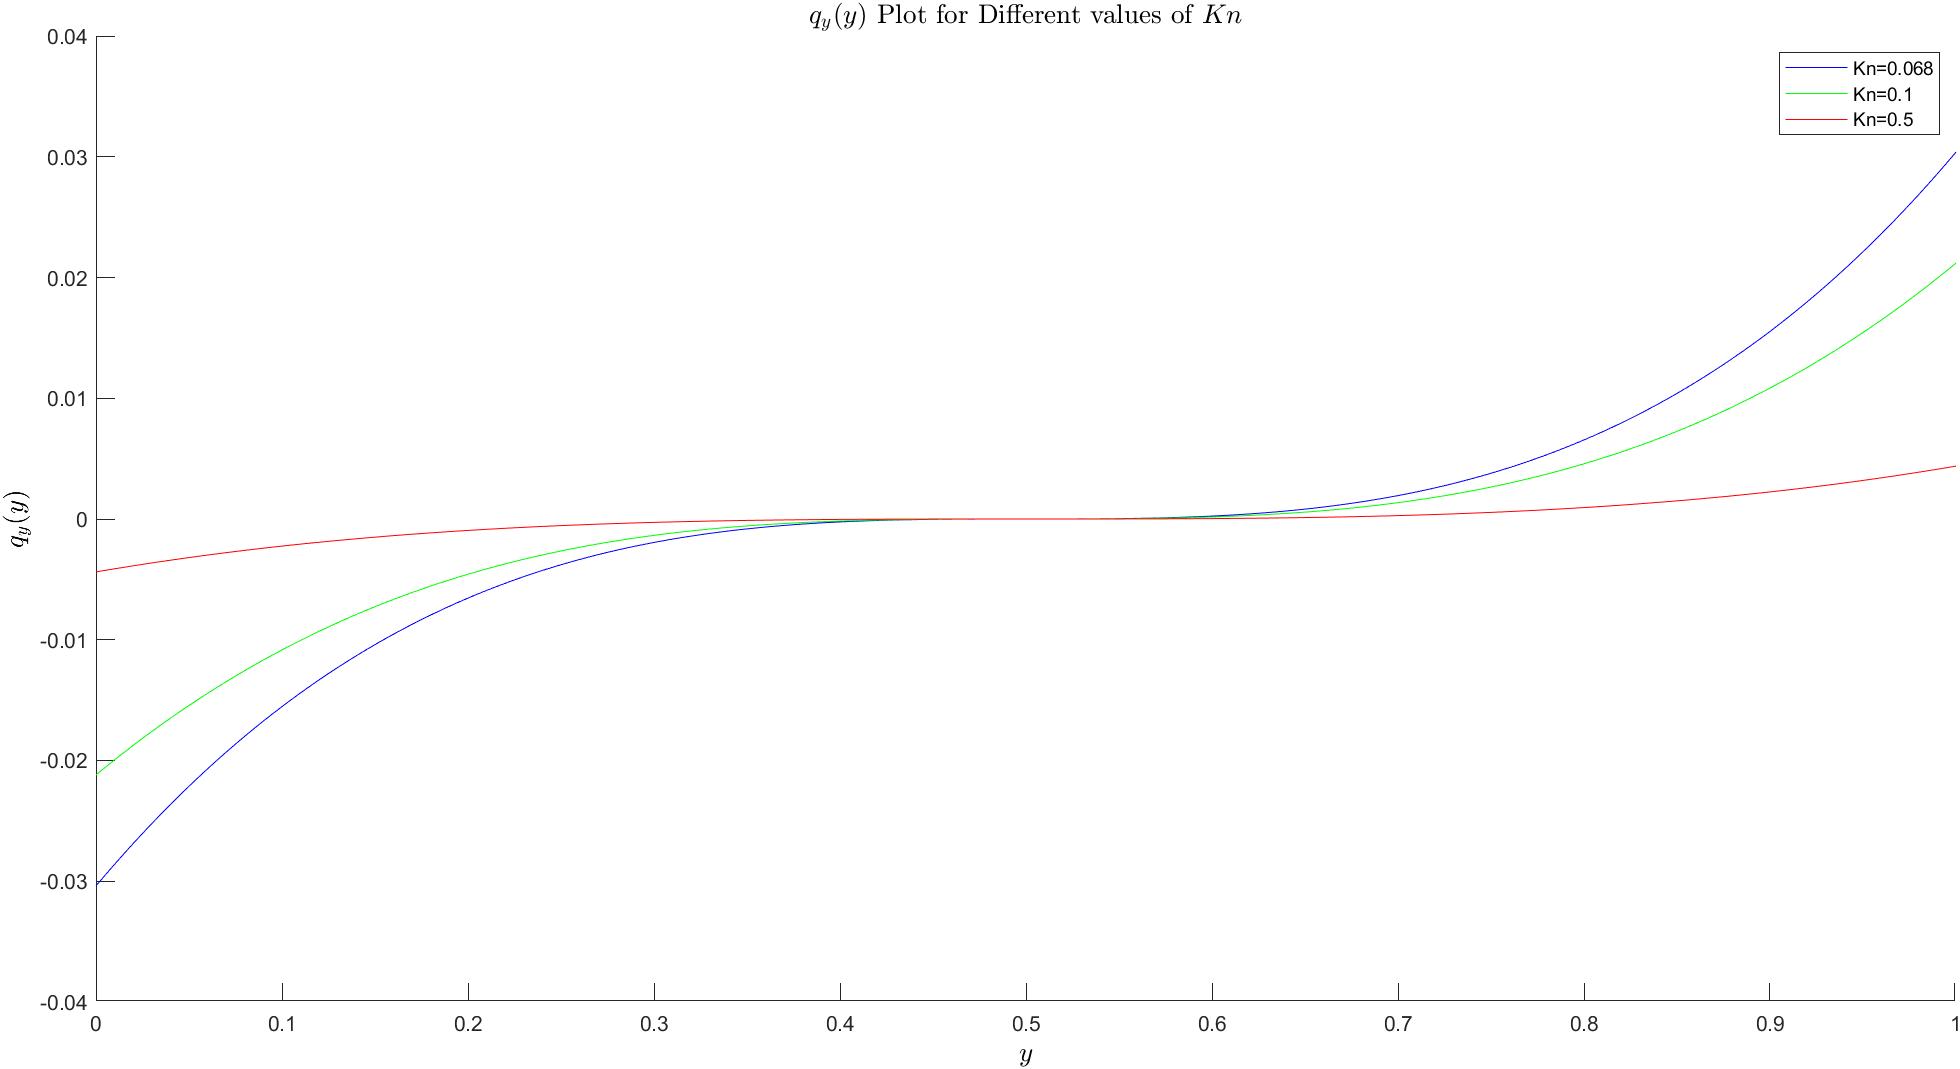 q_y(y) Plot for Different values of Kn
0.04
0.03
0.02
0.01
0
-0.01
-0.02
-0.03
-0.04
q_y(y)
Kn=0.068
Kn=0.1
Kn=0.5
0 0.1 0.2 0.3 0.4 0.5 0.6 0.7 0.8 0.9 1
y